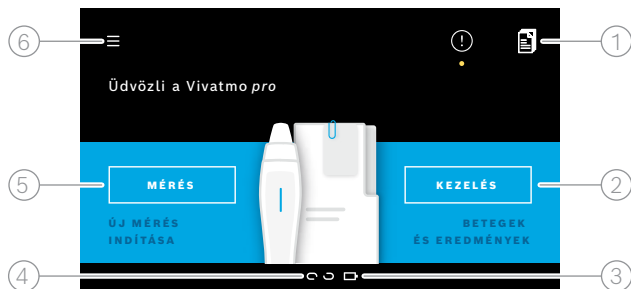 6
1
Üdvözli a Vivatmo pro
5
MÉRÉS
KEZELÉS
2
ÚJ MÉRÉS
INDÍTÁSA
BETEGEK
ÉS EREDMÉNYEK
4
3